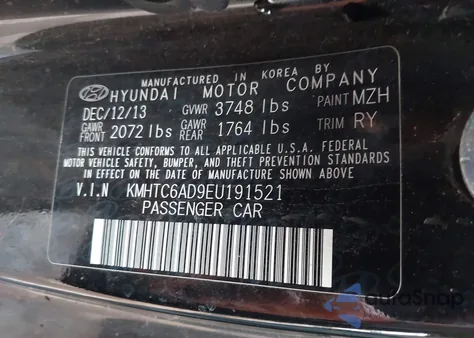 MANUFACTURED IN KOREA BY
HYUNDAI MOTOR COMPANY
DEC/12/13 GVWR 3748 lbs PAINT MZH
GAWR FRONT 2072 lbs GAWR REAR 1764 lbs TRIM RY
THIS VEHICLE CONFORMS TO ALL APPLICABLE U.S.A. FEDERAL
MOTOR VEHICLE SAFETY, BUMPER, AND THEFT PREVENTION
STANDARDS IN EFFECT ON THE DATE OF MANUFACTURE SHOWN ABOVE
V.I.N KMHTC6AD9EU191521
PASSENGER CAR
autoSnap